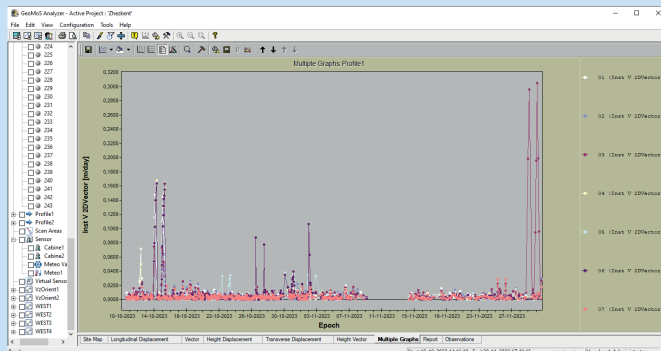 GeoMoS Analyzer - Active Project : 'Zhezkent'
File Edit View Configuration Tools Help
224
225
226
227
228
229
230
231
232
233
234
235
236
237
238
239
240
241
242
243
Profile1
Profile2
Scan Areas
Sensor
Cabine1
Cabine2
Meteo Va
Meteo1
Virtual Senso
VzOrient1
VzOrient2
WEST1
WEST2
WEST3
WEST4
Multiple Graphs Profile1
Inst V 2DVector [m/day]
0,3200
0,3000
0,2800
0,2600
0,2400
0,2200
0,2000
0,1800
0,1600
0,1400
0,1200
0,1000
0,0800
0,0600
0,0400
0,0200
0,0000
10-10-2023 14-10-2023 18-10-2023 22-10-2023 26-10-2023 30-10-2023 03-11-2023 07-11-2023 11-11-2023 15-11-2023 19-11-2023 23-11-2023 27-11-2023
Epoch
01 (Inst V 2DVector
02 (Inst V 2DVector
03 (Inst V 2DVector
04 (Inst V 2DVector
05 (Inst V 2DVector
06 (Inst V 2DVector
07 (Inst V 2DVector
Site Map Longitudinal Displacement Vector Height Displacement Transverse Displacement Height Vector Multiple Graphs Report Observations